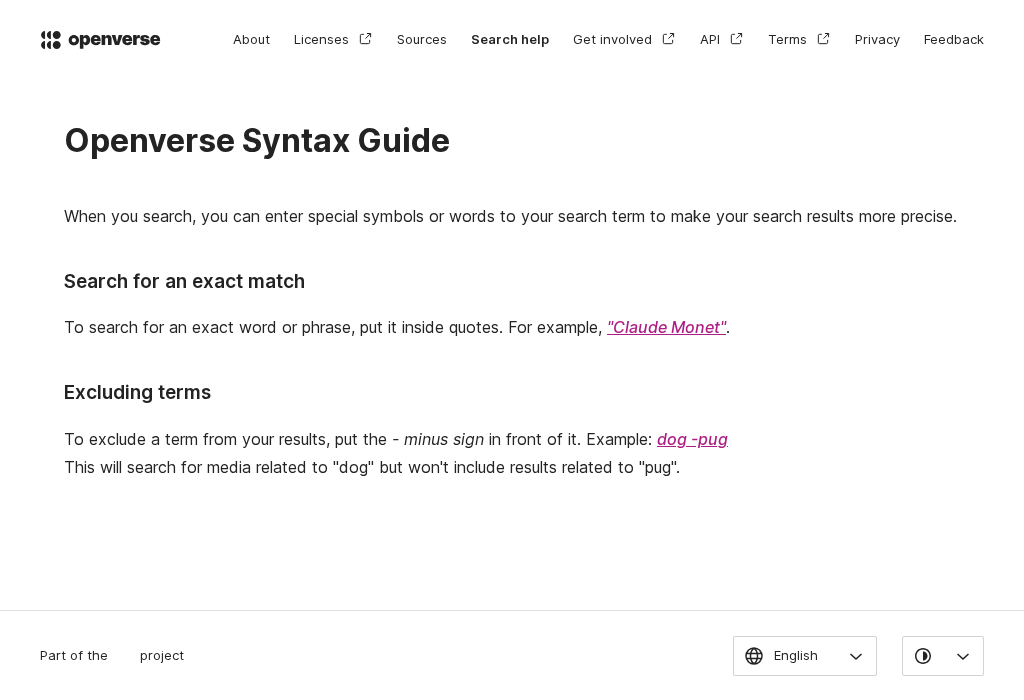 openverse About Licenses Sources Search help Get involved API Terms Privacy Feedback
Openverse Syntax Guide
When you search, you can enter special symbols or words to your search term to make your search results more precise.
Search for an exact match
To search for an exact word or phrase, put it inside quotes. For example, "Claude Monet".
Excluding terms
To exclude a term from your results, put the - minus sign in front of it. Example: dog -pug
This will search for media related to "dog" but won't include results related to "pug".
Part of the project English